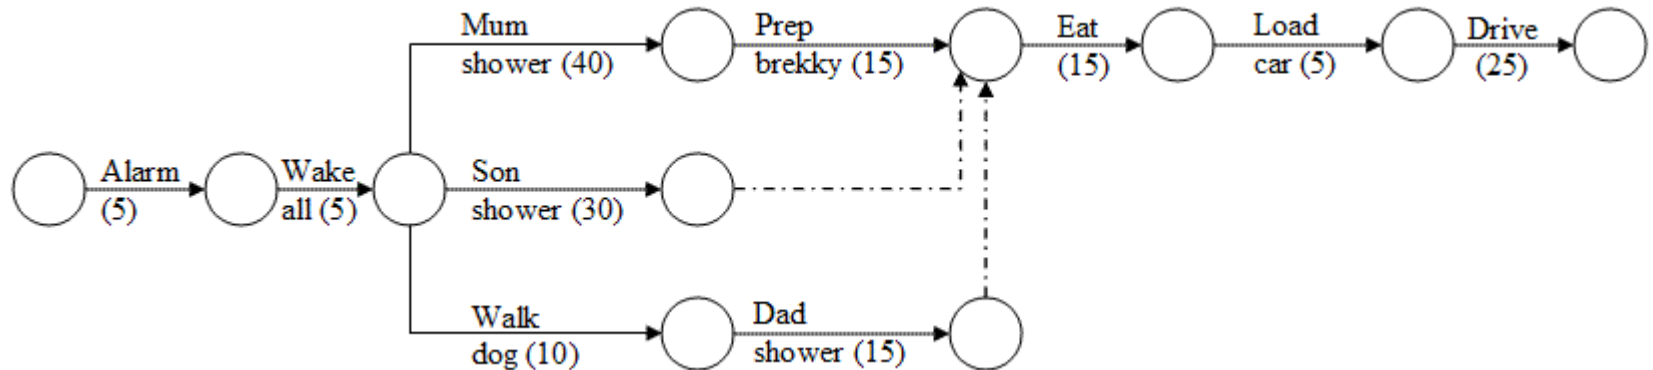 Mum
shower (40)
Prep
brekky (15)
Eat
(15)
Load
car (5)
Drive
(25)
Alarm
(5)
Wake
all (5)
Son
shower (30)
Walk
dog (10)
Dad
shower (15)